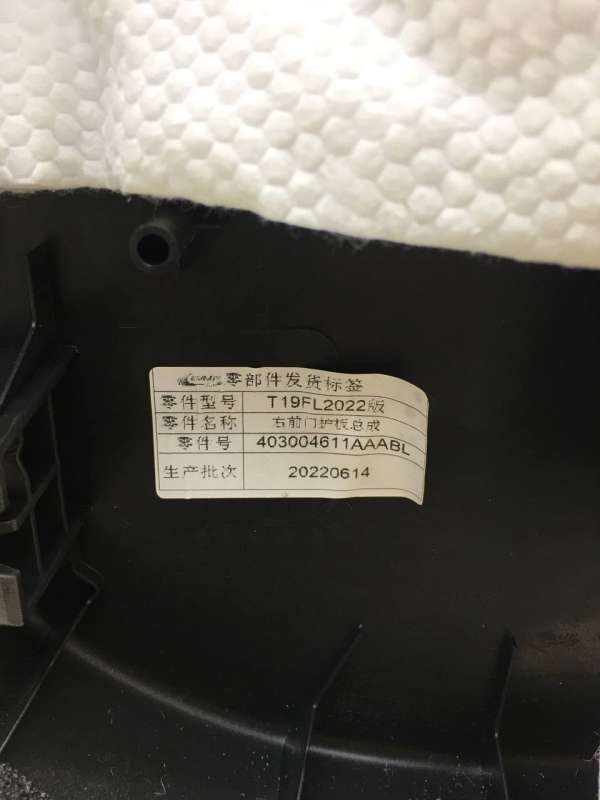 零部件发货标签
零件型号 T19FL2022版
零件名称 右前门护板总成
零件号 403004611AAABL
生产批次 20220614